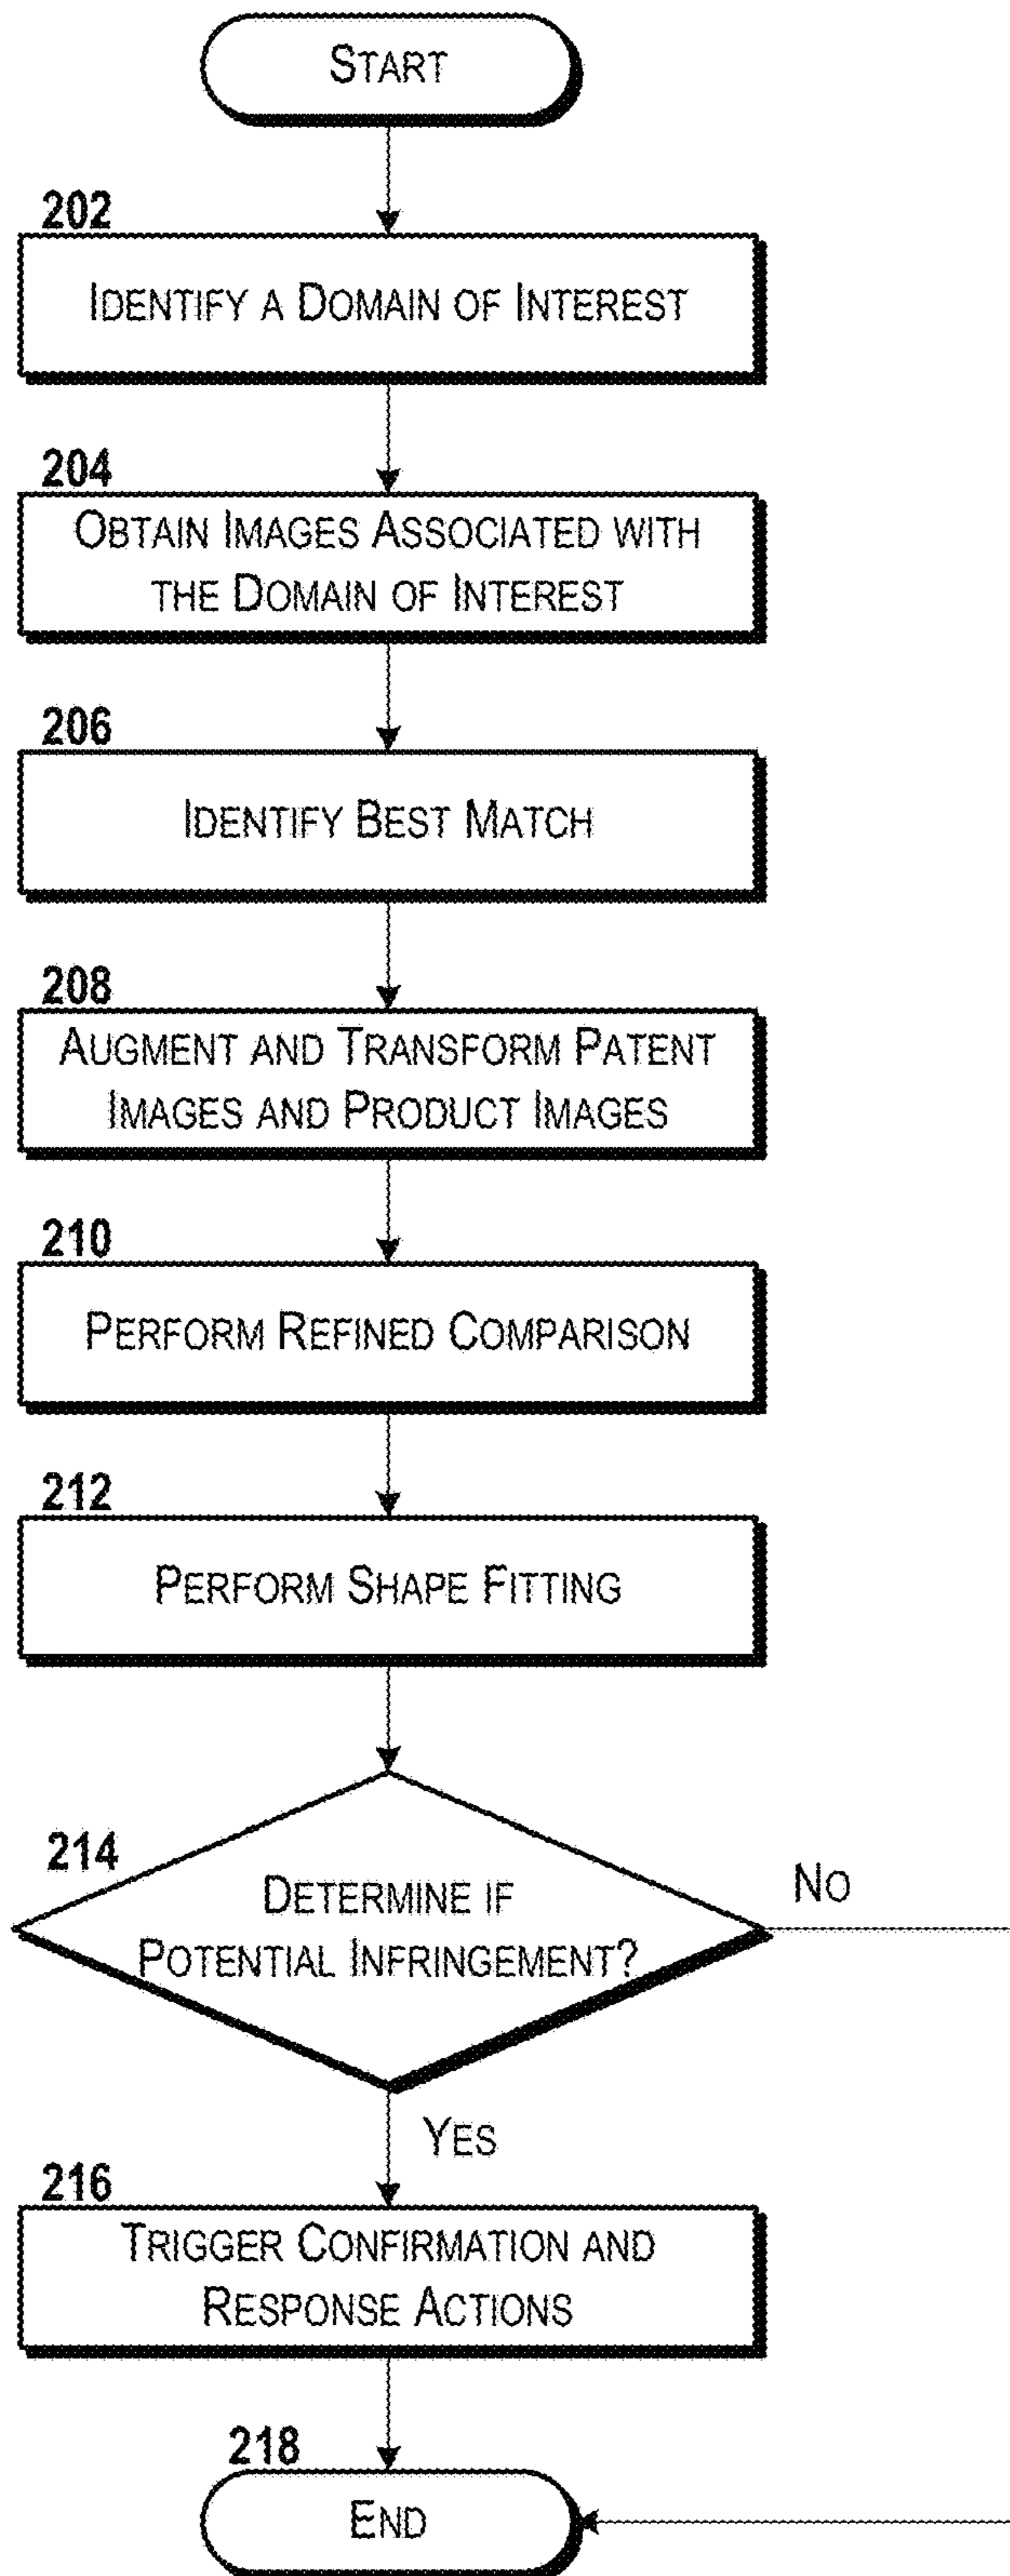 START
202
IDENTIFY A DOMAIN OF INTEREST
204
OBTAIN IMAGES ASSOCIATED WITH
THE DOMAIN OF INTEREST
206
IDENTIFY BEST MATCH
208
AUGMENT AND TRANSFORM PATENT
IMAGES AND PRODUCT IMAGES
210
PERFORM REFINED COMPARISON
212
PERFORM SHAPE FITTING
214
DETERMINE IF
POTENTIAL INFRINGEMENT?
NO
YES
216
TRIGGER CONFIRMATION AND
RESPONSE ACTIONS
218
END